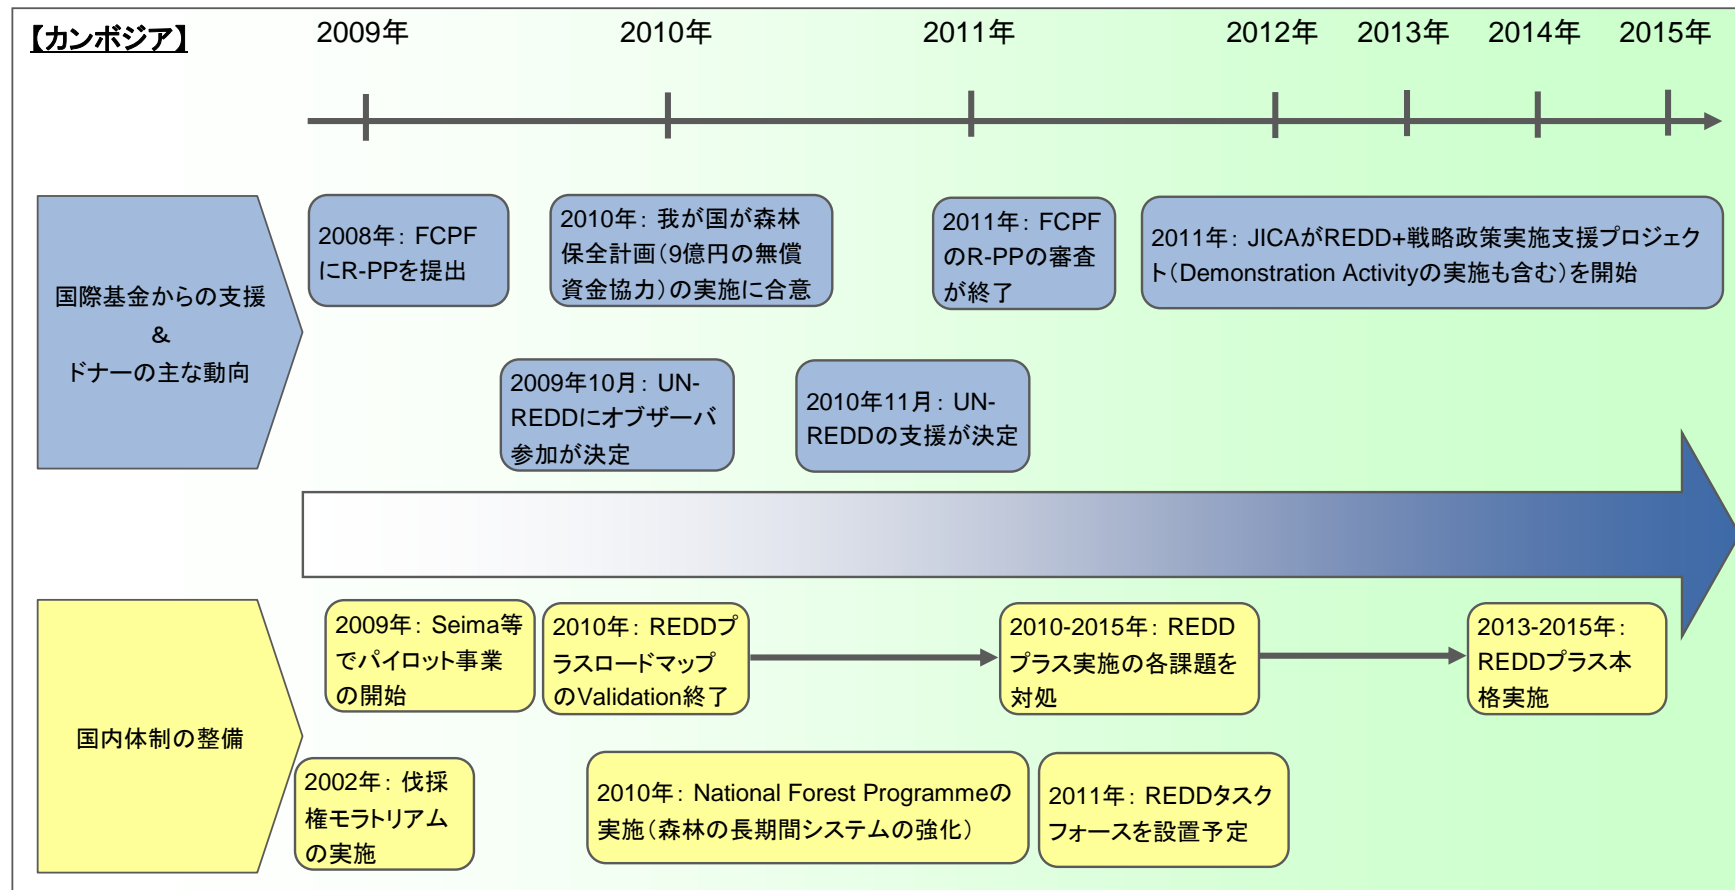 【カンボジア】
2009年
2010年
2011年
2012年
2013年
2014年
2015年
国際基金からの支援
&
ドナーの主な動向
2008年：FCPF
にR-PPを提出
2010年：我が国が森林
保全計画（9億円の無償
資金協力）の実施に合意
2011年：FCPF
のR-PPの審査
が終了
2011年：JICAがREDD+戦略政策実施支援プロジェク
ト（Demonstration Activityの実施も含む）を開始
2009年10月：UN-
REDDにオブザーバ
参加が決定
2010年11月：UN-
REDDの支援が決定
国内体制の整備
2009年：Seima等
でパイロット事業
の開始
2010年：REDDプ
ラスロードマップ
のValidation終了
2010-2015年：REDD
プラス実施の各課題を
対処
2013-2015年：
REDDプラス本
格実施
2002年：伐採
権モラトリアム
の実施
2010年：National Forest Programmeの
実施（森林の長期間システムの強化）
2011年：REDDタスク
フォースを設置予定